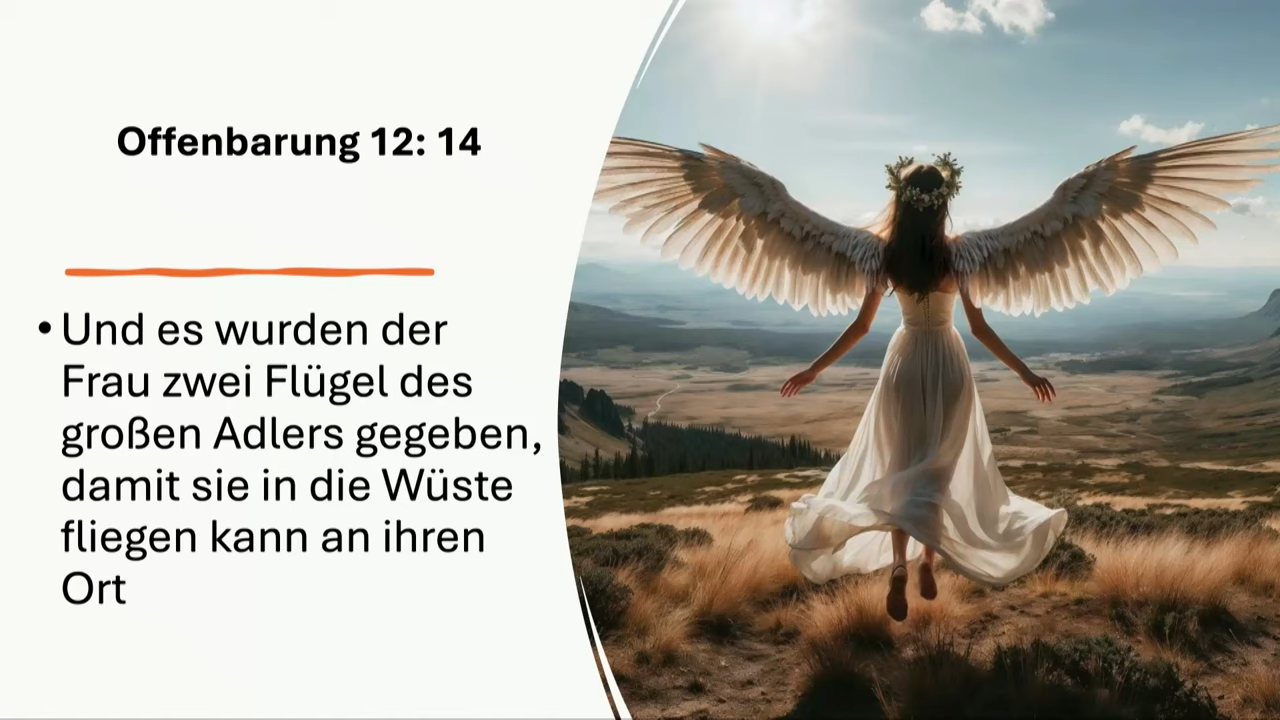 Offenbarung 12: 14
• Und es wurden der
Frau zwei Flügel des
großen Adlers gegeben,
damit sie in die Wüste
fliegen kann an ihren
Ort